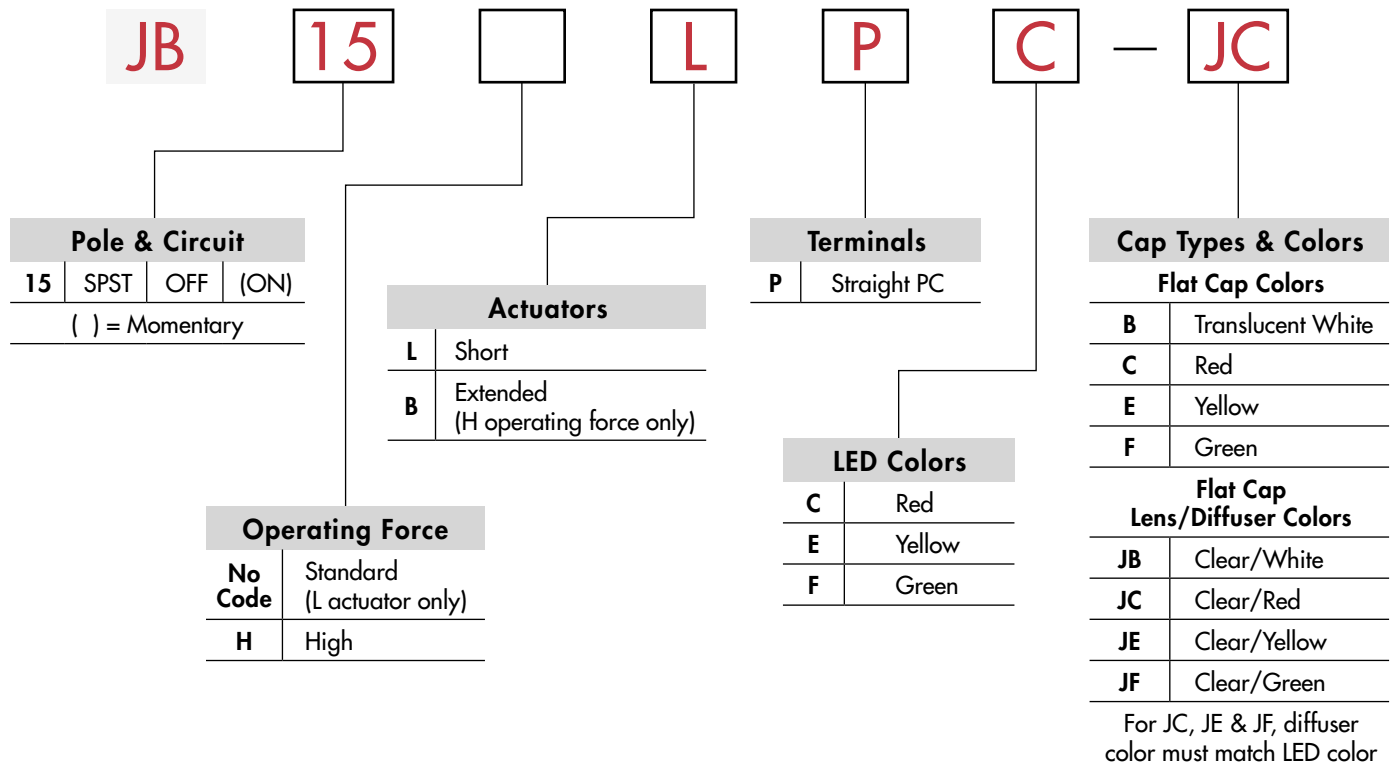 JB 15 L P C — JC
Pole & Circuit
15 SPST OFF (ON)
( ) = Momentary
Operating Force
No Code Standard (L actuator only)
H High
Actuators
L Short
B Extended
(H operating force only)
Terminals
P Straight PC
LED Colors
C Red
E Yellow
F Green
Cap Types & Colors
Flat Cap Colors
B Translucent White
C Red
E Yellow
F Green
Flat Cap
Lens/Diffuser Colors
JB Clear/White
JC Clear/Red
JE Clear/Yellow
JF Clear/Green
For JC, JE & JF, diffuser
color must match LED color